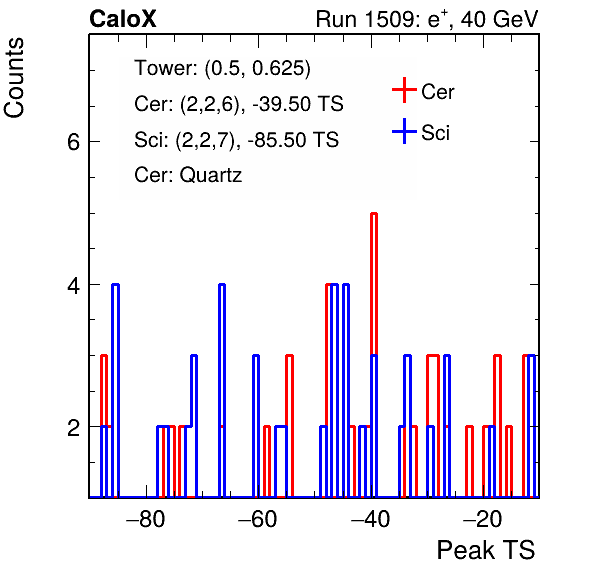 CaloX Run 1509: e⁺, 40 GeV
Counts
Tower: (0.5, 0.625)
Cer: (2,2,6), -39.50 TS
Sci: (2,2,7), -85.50 TS
Cer: Quartz
Cer
Sci
6
4
2
−80 −60 −40 −20
Peak TS